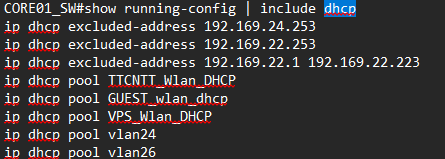 CORE01_SW#show running-config | include dhcp
ip dhcp excluded-address 192.169.24.253
ip dhcp excluded-address 192.169.22.253
ip dhcp excluded-address 192.169.22.1 192.169.22.223
ip dhcp pool TTCNTT_Wlan_DHCP
ip dhcp pool GUEST_wlan_dhcp
ip dhcp pool VPS_Wlan_DHCP
ip dhcp pool vlan24
ip dhcp pool vlan26